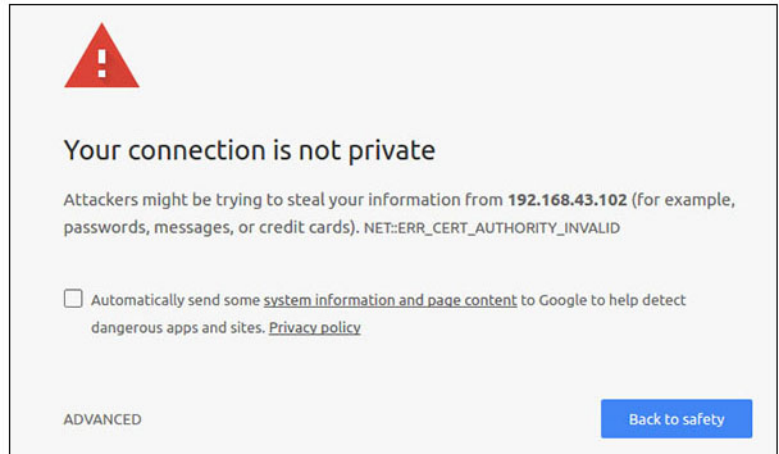 Your connection is not private
Attackers might be trying to steal your information from 192.168.43.102 (for example,
passwords, messages, or credit cards). NET::ERR_CERT_AUTHORITY_INVALID
Automatically send some system information and page content to Google to help detect
dangerous apps and sites. Privacy policy
ADVANCED
Back to safety